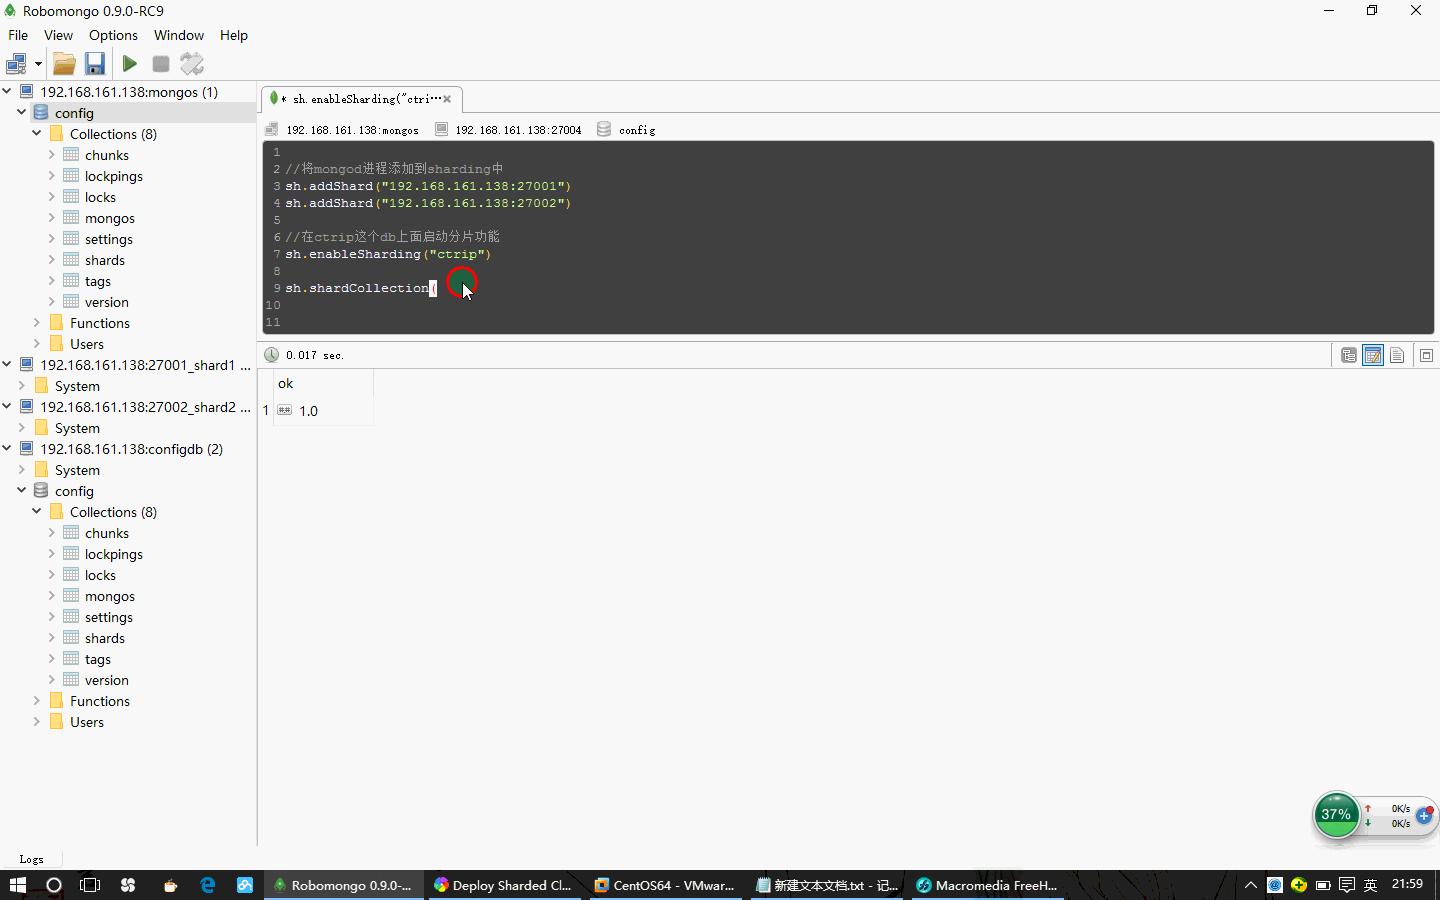 Robomongo 0.9.0-RC9
File View Options Window Help
192.168.161.138:mongos (1)
config
Collections (8)
chunks
lockpings
locks
mongos
settings
shards
tags
version
Functions
Users
192.168.161.138:27001_shard1 ...
System
192.168.161.138:27002_shard2 ...
System
192.168.161.138:configdb (2)
System
config
Collections (8)
chunks
lockpings
locks
mongos
settings
shards
tags
version
Functions
Users
* sh.enableSharding("ctri…
192.168.161.138:mongos 192.168.161.138:27004 config
1
2 //将mongod进程添加到sharding中
3 sh.addShard("192.168.161.138:27001")
4 sh.addShard("192.168.161.138:27002")
5
6 //在ctrip这个db上面启动分片功能
7 sh.enableSharding("ctrip")
8
9 sh.shardCollection(
10
11
0.017 sec.
ok
1 ## 1.0
37% 0K/s
0K/s
Logs
Robomongo 0.9.0-... Deploy Sharded Cl... CentOS64 - VMwar... 新建文本文档.txt - 记... Macromedia FreeH... 英 21:59